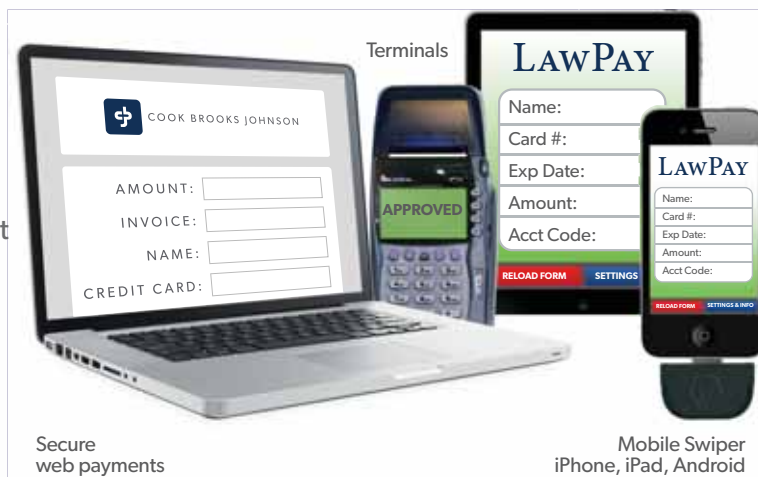 Terminals
COOK BROOKS JOHNSON
AMOUNT:
INVOICE:
NAME:
CREDIT CARD:
APPROVED
LAWPAY
Name:
Card #:
Exp Date:
Amount:
Acct Code:
RELOAD FORM SETTINGS
LAWPAY
Name:
Card #:
Exp Date:
Amount:
Acct Code:
RELOAD FORM SETTINGS & INFO
t
Secure
web payments
Mobile Swiper
iPhone, iPad, Android